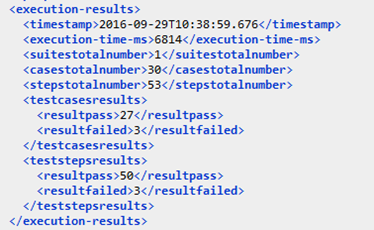 <execution-results>
<timestamp>2016-09-29T10:38:59.676</timestamp>
<execution-time-ms>6814</execution-time-ms>
<suitestotalnumber>1</suitestotalnumber>
<casestotalnumber>30</casestotalnumber>
<stepstotalnumber>53</stepstotalnumber>
<testcasesresults>
<resultpass>27</resultpass>
<resultfailed>3</resultfailed>
</testcasesresults>
<teststepsresults>
<resultpass>50</resultpass>
<resultfailed>3</resultfailed>
</teststepsresults>
</execution-results>